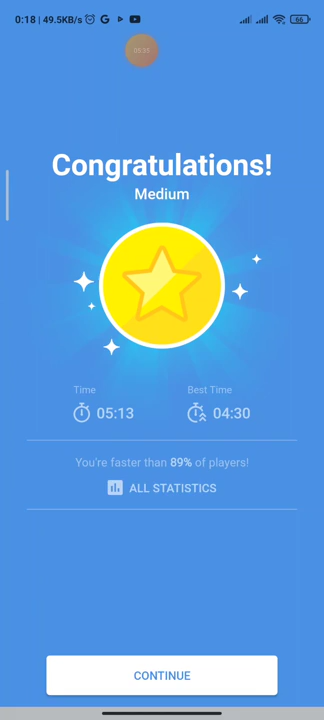 0:18 | 49.5KB/s
66
Congratulations!
Medium
Time
Best Time
05:13
04:30
You're faster than 89% of players!
ALL STATISTICS
CONTINUE